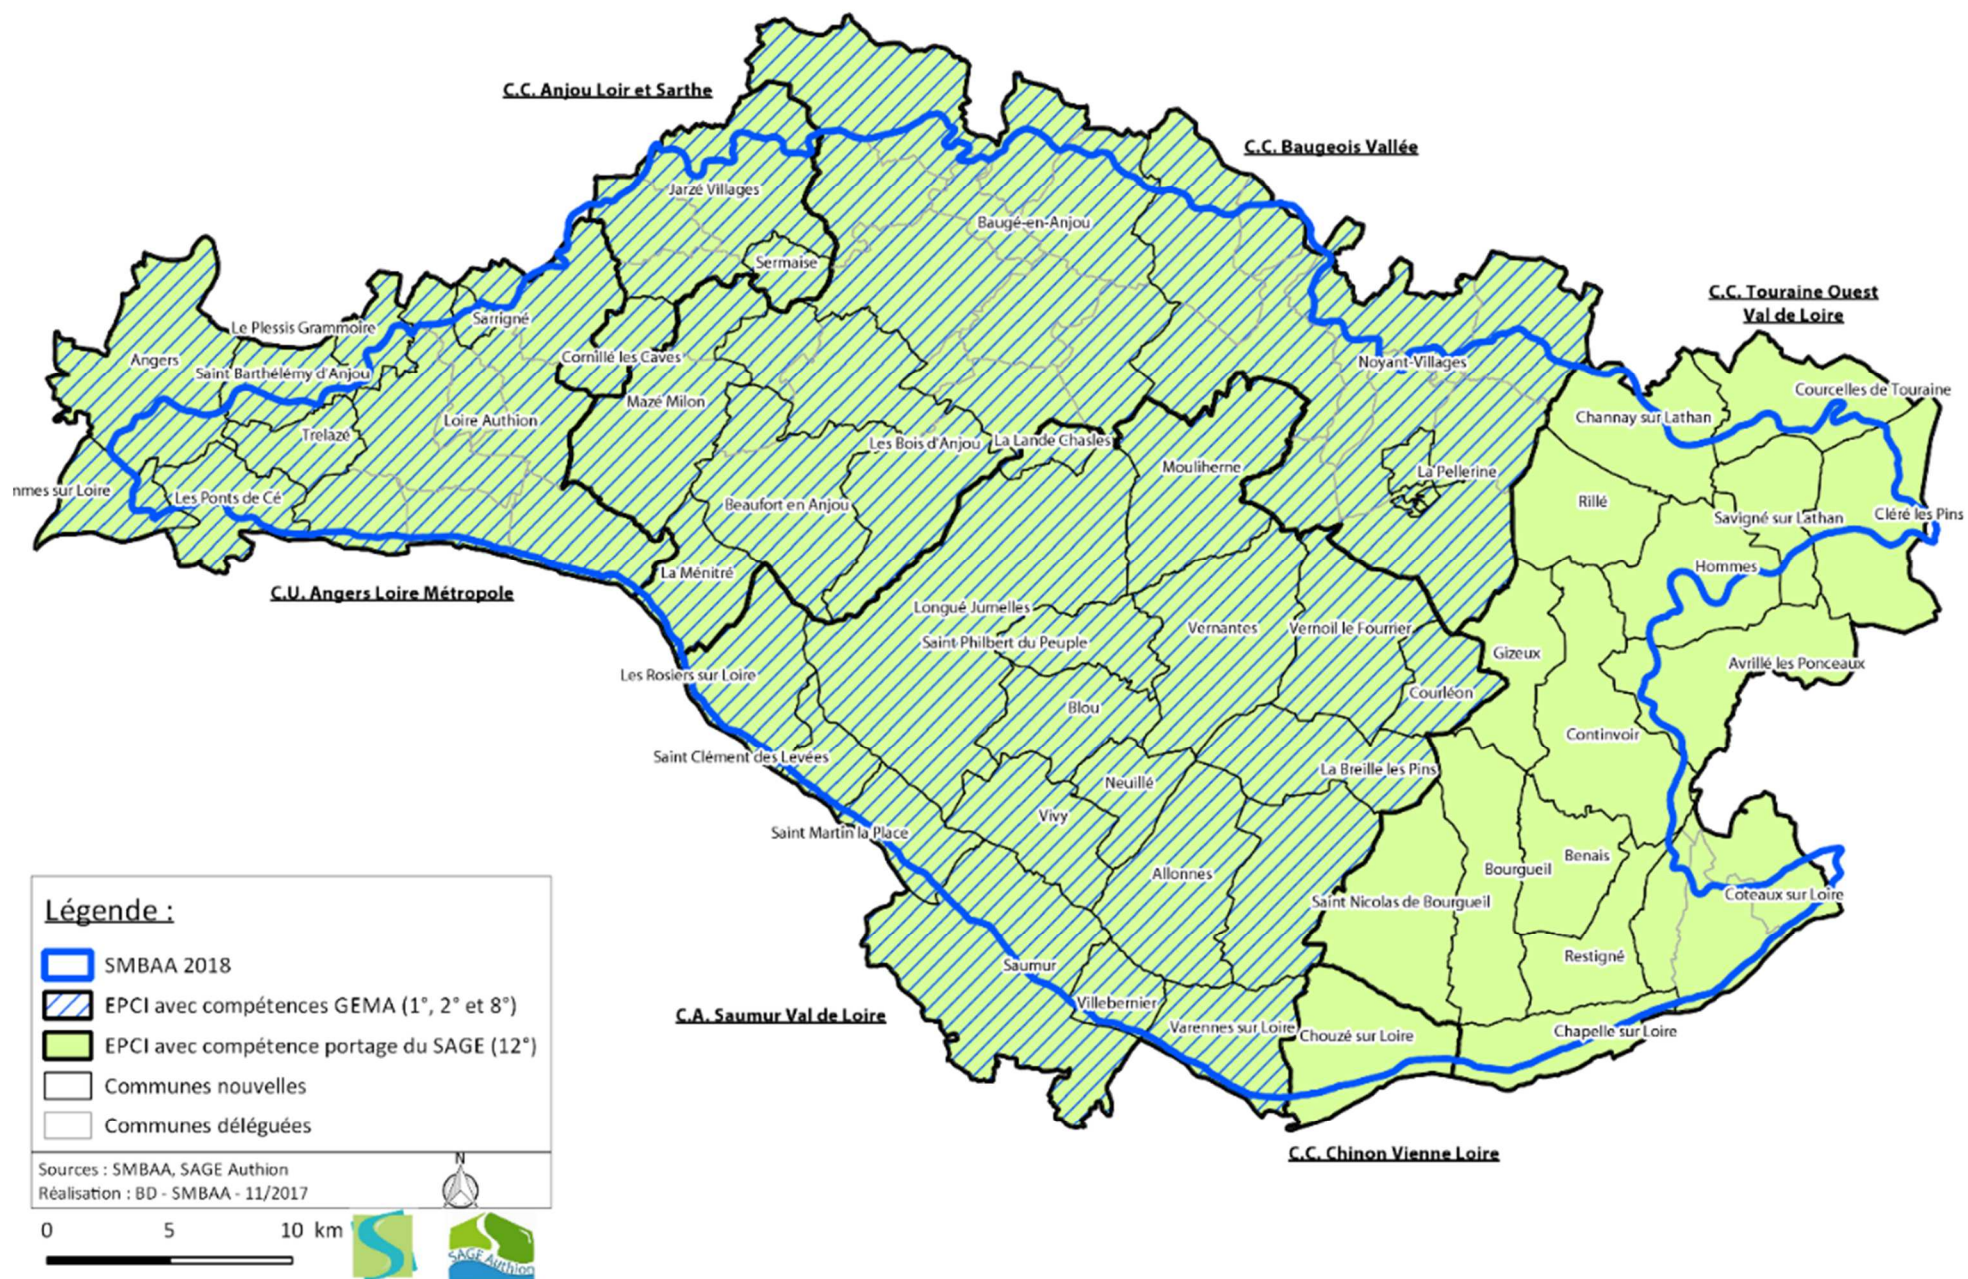 C.C. Anjou Loir et Sarthe
C.C. Baugeois Vallée
Jarzé Villages
Baugé-en-Anjou
Sermaise
C.C. Touraine Ouest
Val de Loire
Sarrigné
Le Plessis Grammoire
Angers
Cornillé les Caves
Noyant-Villages
Saint Barthélémy d'Anjou
Courcelles de Touraine
Mazé Milon
Channay sur Lathan
Loire Authion
Trelazé
Les Bois d'Anjou
La Lande Chasles
Mouliherne
La Pellerine
nmes sur Loire
Les Ponts de Cé
Beaufort en Anjou
Rillé
Savigné sur Lathan
Cléré les Pins
Hommes
La Ménitré
C.U. Angers Loire Métropole
Longué Jumelles
Vernantes
Vernoil le Fourrier
Saint Philbert du Peuple
Gizeux
Avrillé les Ponceaux
Les Rosiers sur Loire
Courléon
Blou
Continvoir
Saint Clément des Levées
La Breille les Pins
Neuillé
Vivy
Saint Martin la Place
Benais
Bourgueil
Allonnes
Coteaux sur Loire
Saint Nicolas de Bourgueil
Restigné
Saumur
Villebernier
C.A. Saumur Val de Loire
Varennes sur Loire
Chouzé sur Loire
Chapelle sur Loire
C.C. Chinon Vienne Loire
Légende :
SMBAA 2018
EPCI avec compétences GEMA (1°, 2° et 8°)
EPCI avec compétence portage du SAGE (12°)
Communes nouvelles
Communes déléguées
Sources : SMBAA, SAGE Authion
Réalisation : BD - SMBAA - 11/2017
N
0 5 10 km
SAGE Authion